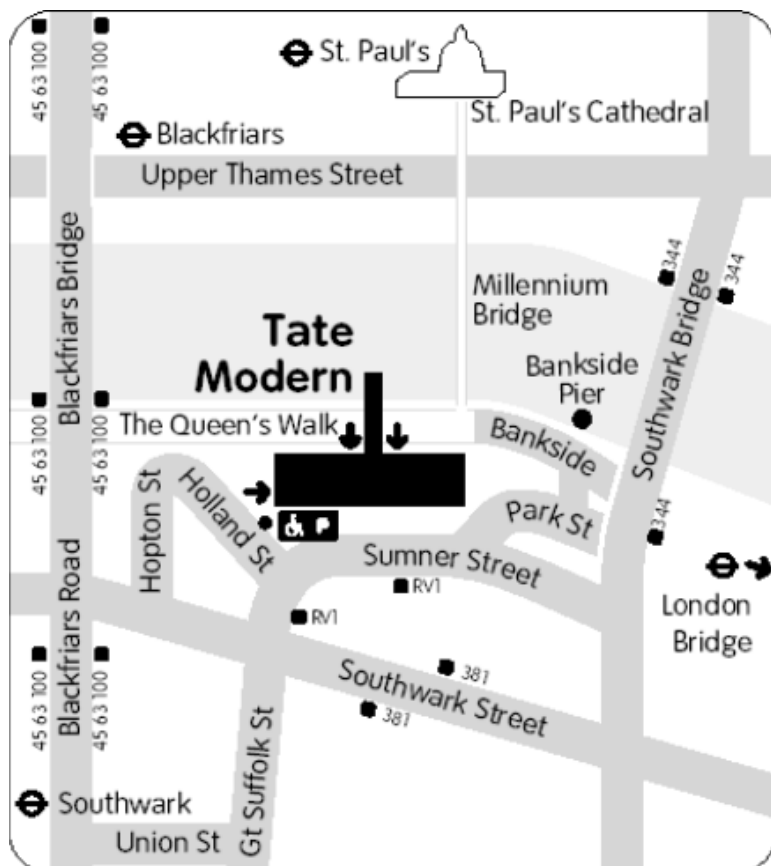 45 63 100
45 63 100
St. Paul's
St. Paul's Cathedral
Blackfriars
Upper Thames Street
Blackfriars Bridge
344
344
Millennium
Bridge
Southwark Bridge
Tate
Modern
Bankside
Pier
The Queen's Walk
Bankside
45 63 100
45 63 100
Hopton St
Holland St
P
Park St
344
Sumner Street
RV1
RV1
London
Bridge
Blackfriars Road
45 63 100
45 63 100
381
381
Southwark Street
Gt Suffolk St
Southwark
Union St